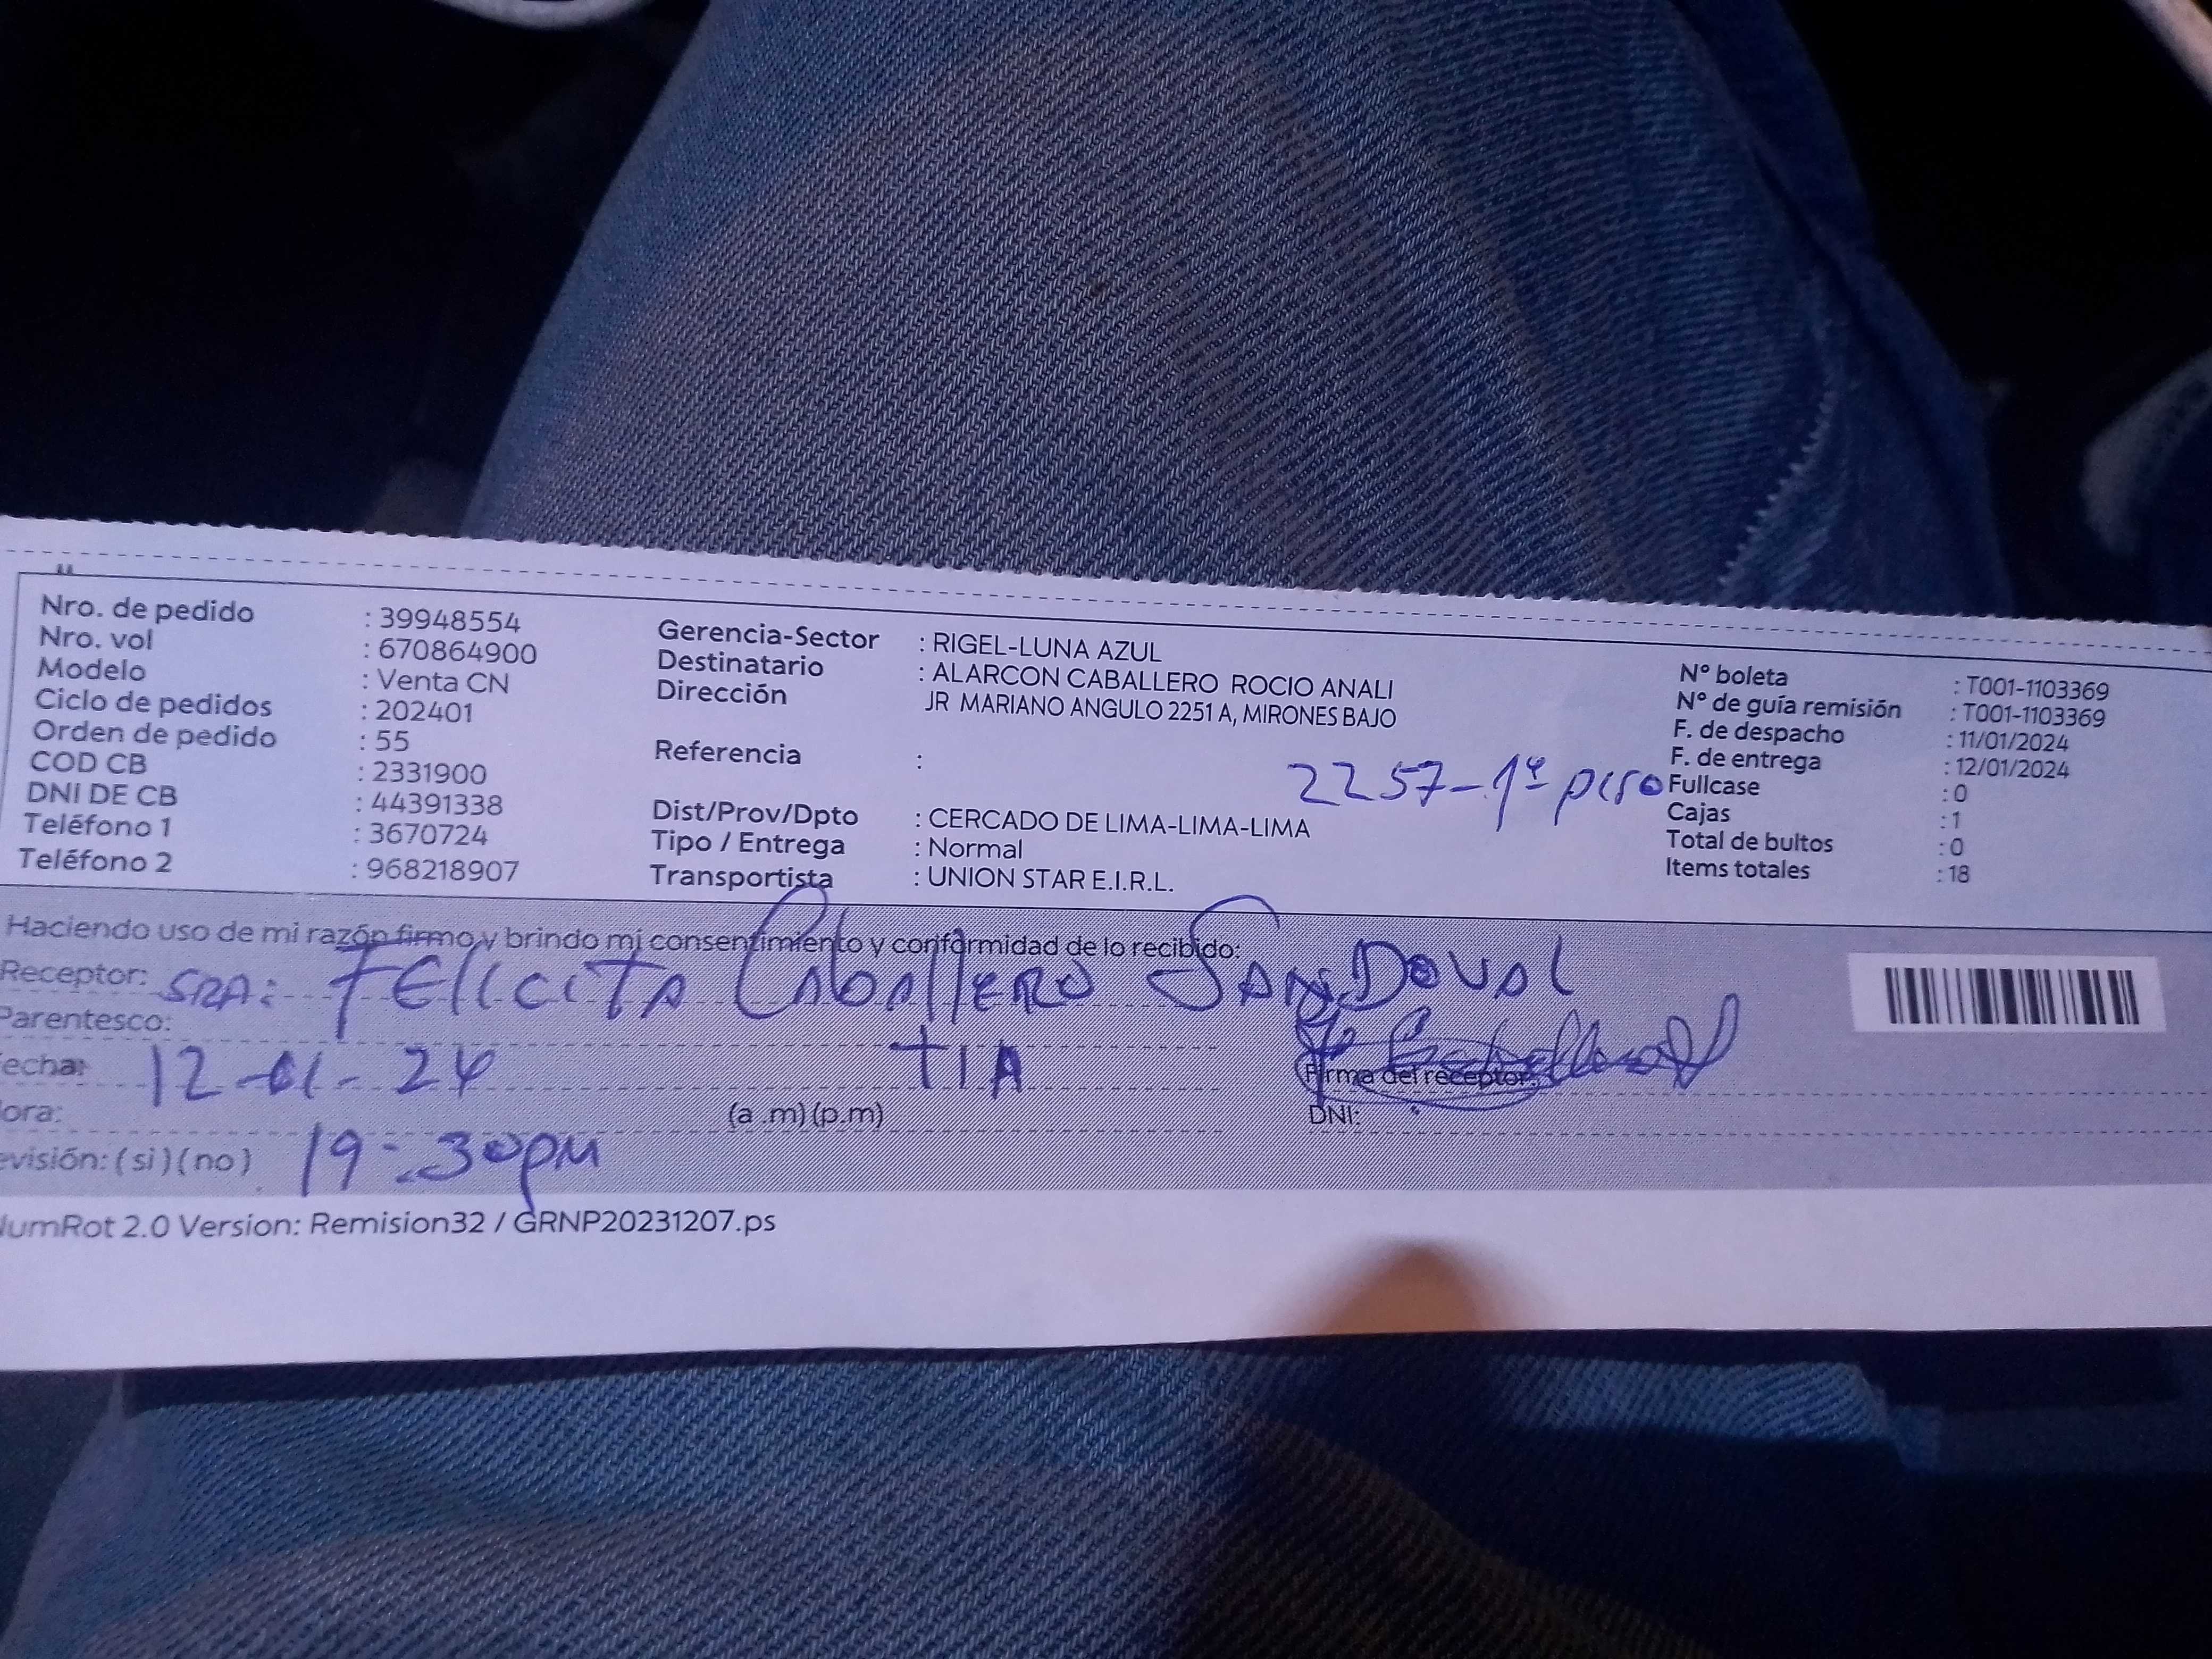 Nro. de pedido : 39948554
Nro. vol : 670864900
Modelo : Venta CN
Ciclo de pedidos : 202401
Orden de pedido : 55
COD CB : 2331900
DNI DE CB : 44391338
Teléfono 1 : 3670724
Teléfono 2 : 968218907
Gerencia-Sector : RIGEL-LUNA AZUL
Destinatario : ALARCON CABALLERO ROCIO ANALI
Dirección JR MARIANO ANGULO 2251 A, MIRONES BAJO
Referencia :
2257-1º piso
Dist/Prov/Dpto : CERCADO DE LIMA-LIMA-LIMA
Tipo / Entrega : Normal
Transportista : UNION STAR E.I.R.L.
Nº boleta : T001-1103369
Nº de guía remisión : T001-1103369
F. de despacho : 11/01/2024
F. de entrega : 12/01/2024
Fullcase : 0
Cajas : 1
Total de bultos : 0
Items totales : 18
Haciendo uso de mi razón firmo y brindo mi consentimiento y conformidad de lo recibido:
Receptor: SRA: FELICITA CABALLERO SANDOVAL
Parentesco: TIA
echa: 12-01-24
Firma del receptor
ora: 19:30pm (a .m) (p.m)
DNI:
evisión: (si) (no)
NumRot 2.0 Version: Remision32 / GRNP20231207.ps